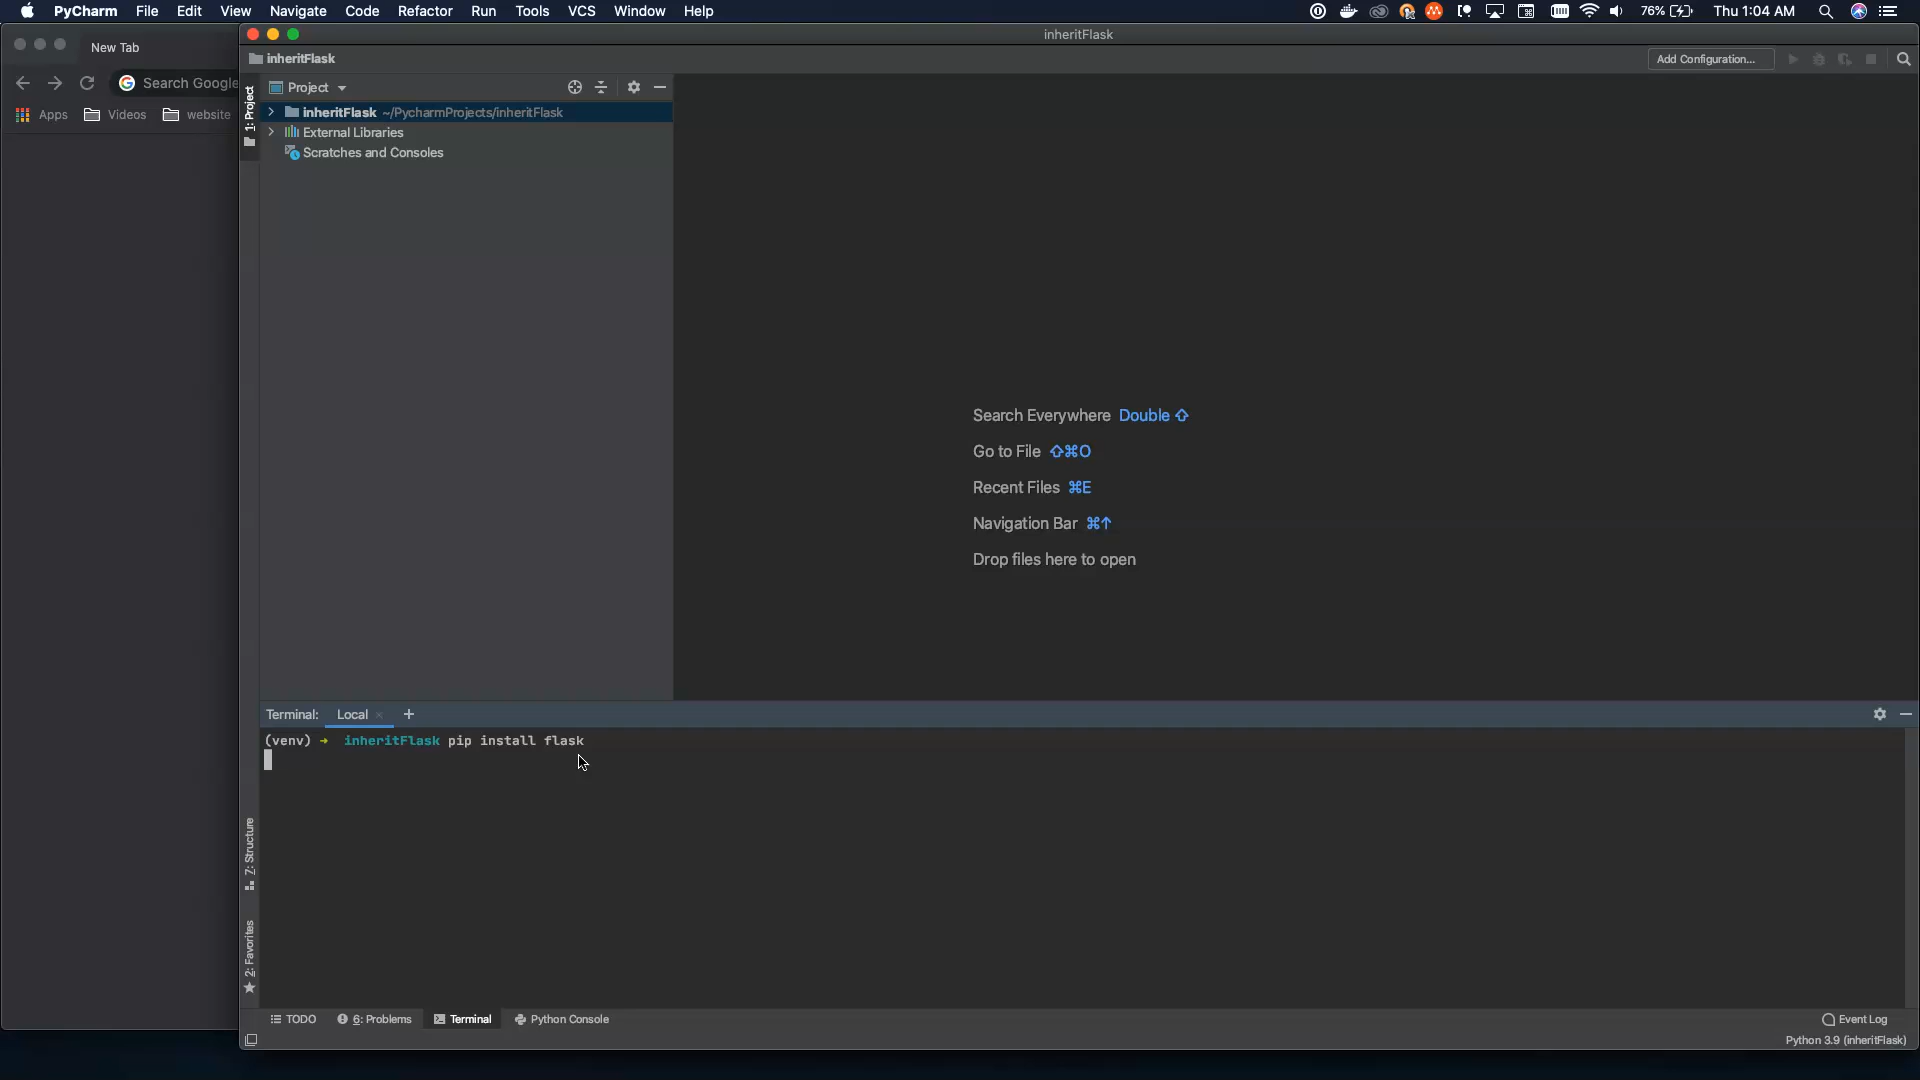 PyCharm File Edit View Navigate Code Refactor Run Tools VCS Window Help 76% Thu 1:04 AM
New Tab
inheritFlask
inheritFlask
Add Configuration...
Search Google
Project
Apps Videos website
1: Project
inheritFlask ~/PycharmProjects/inheritFlask
External Libraries
Scratches and Consoles
Search Everywhere Double ⇧
Go to File ⇧⌘O
Recent Files ⌘E
Navigation Bar ⌘↑
Drop files here to open
Terminal: Local × +
(venv) → inheritFlask pip install flask
Z: Structure
2: Favorites
TODO 6: Problems Terminal Python Console Event Log
Python 3.9 (inheritFlask)